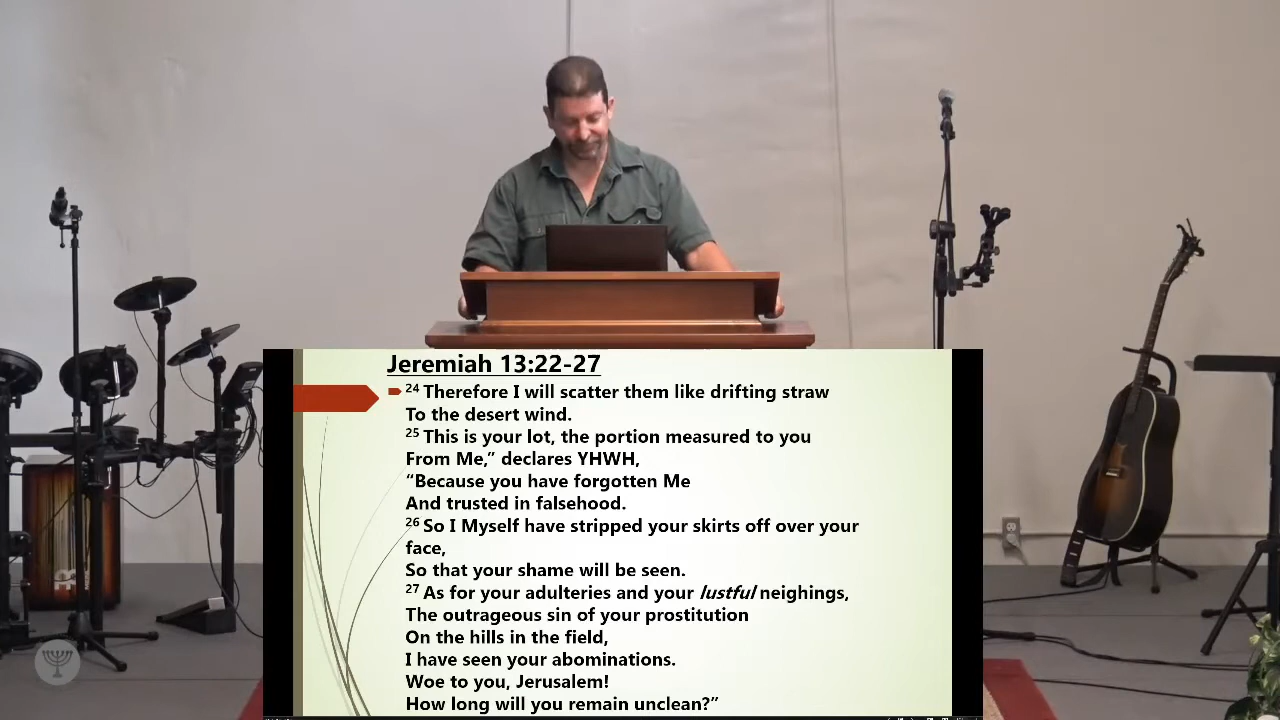 Jeremiah 13:22-27
24 Therefore I will scatter them like drifting straw
To the desert wind.
25 This is your lot, the portion measured to you
From Me,” declares YHWH,
“Because you have forgotten Me
And trusted in falsehood.
26 So I Myself have stripped your skirts off over your
face,
So that your shame will be seen.
27 As for your adulteries and your lustful neighings,
The outrageous sin of your prostitution
On the hills in the field,
I have seen your abominations.
Woe to you, Jerusalem!
How long will you remain unclean?”